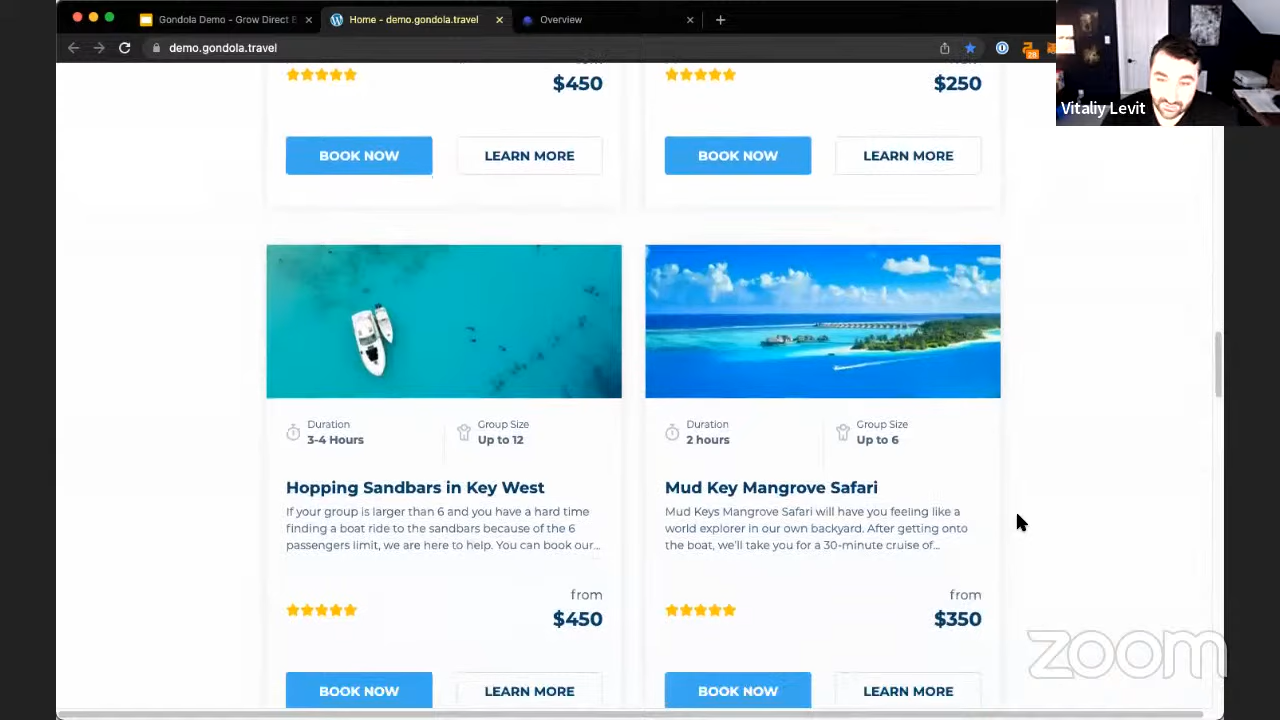 Gondola Demo - Grow Direct B
Home - demo.gondola.travel
Overview
demo.gondola.travel
28
Vitaliy Levit
$450
$250
BOOK NOW
LEARN MORE
BOOK NOW
LEARN MORE
Duration
3-4 Hours
Group Size
Up to 12
Hopping Sandbars in Key West
If your group is larger than 6 and you have a hard time
finding a boat ride to the sandbars because of the 6
passengers limit, we are here to help. You can book our...
from
$450
BOOK NOW
LEARN MORE
Duration
2 hours
Group Size
Up to 6
Mud Key Mangrove Safari
Mud Keys Mangrove Safari will have you feeling like a
world explorer in our own backyard. After getting onto
the boat, we'll take you for a 30-minute cruise of...
from
$350
BOOK NOW
LEARN MORE
zoom